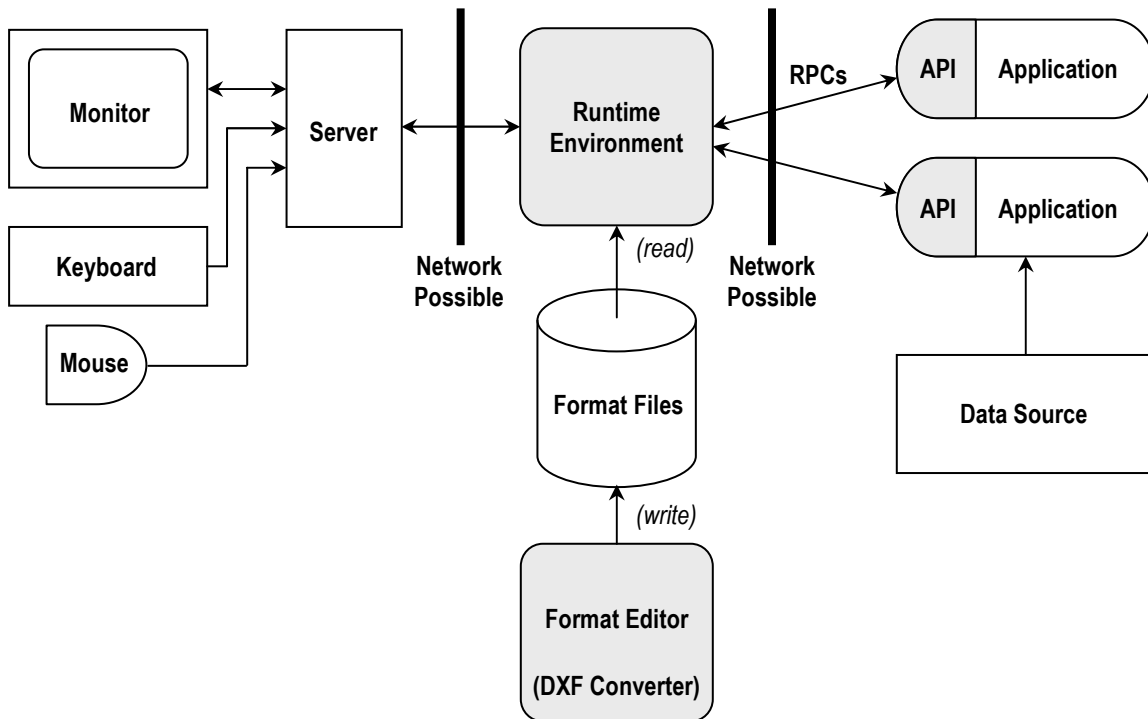 Monitor
Server
Keyboard
Mouse
Network
Possible
Runtime
Environment
(read)
Format Files
(write)
Format Editor
(DXF Converter)
RPCs
Network
Possible
API
Application
API
Application
Data Source